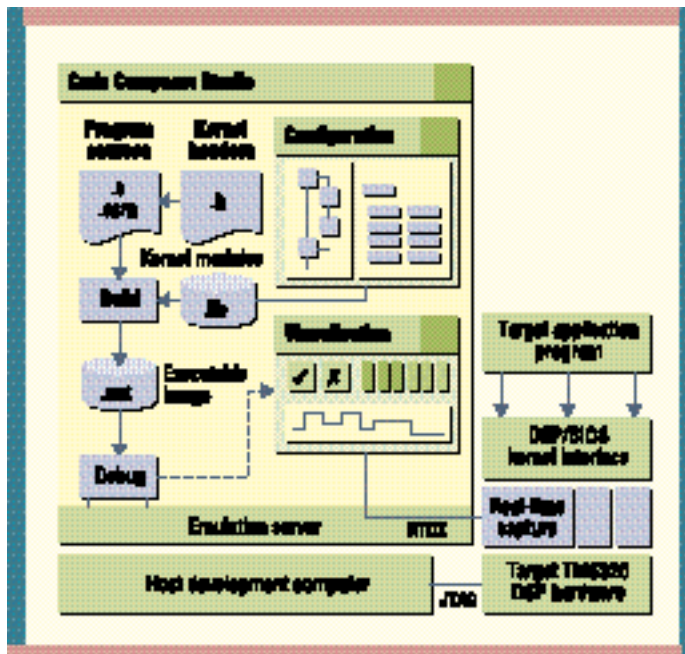 Code Composer Studio
Program
sources
Kernel
headers
Configuration
.c
.asm
.h
Kernel modules
Build
.lib
Visualization
Target application
program
Executable
image
.out
DSP/BIOS
kernel interface
Debug
Real-time
capture
Emulation server
RTDX
Host development computer
JTAG
Target TMS320
DSP hardware